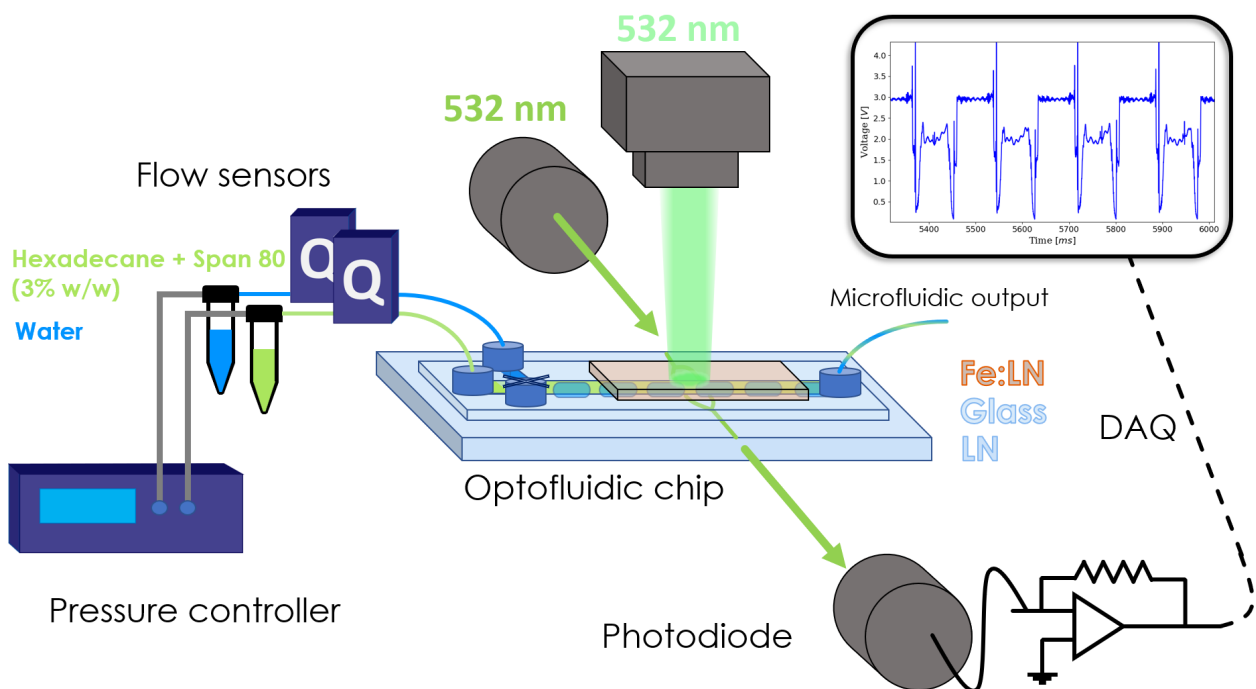 532 nm
532 nm
Flow sensors
Q
Q
Hexadecane + Span 80
(3% w/w)
Water
Microfluidic output
Fe:LN
Glass
LN
DAQ
Optofluidic chip
Pressure controller
Photodiode
Voltage [V]
4.0
3.5
3.0
2.5
2.0
1.5
1.0
0.5
5400 5500 5600 5700 5800 5900 6000
Time [ms]